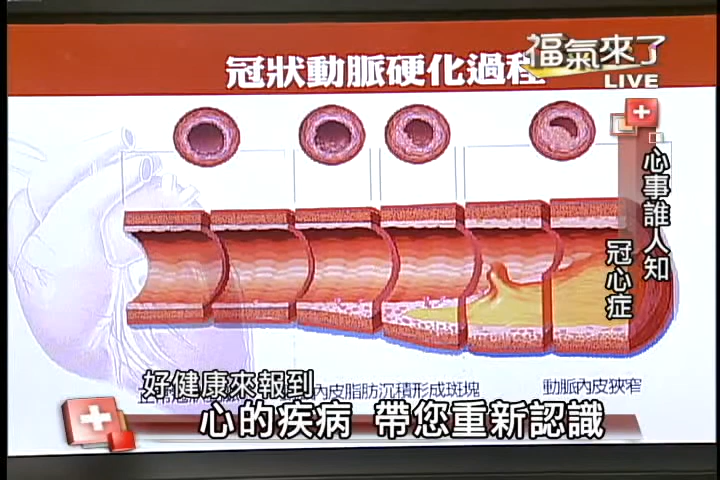 冠狀動脈硬化過程
福氣來了
LIVE
心事誰人知
冠心症
內皮脂肪沉積形成斑塊
動脈內皮狹窄
好健康來報到
心的疾病 帶您重新認識